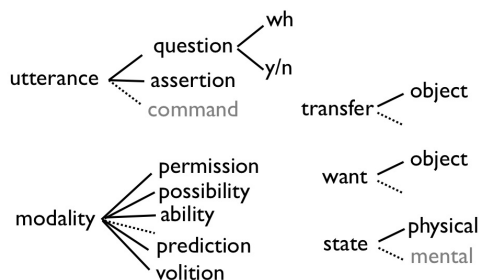 utterance
question
wh
y/n
assertion
command
transfer
object
modality
permission
possibility
ability
prediction
volition
want
object
state
physical
mental